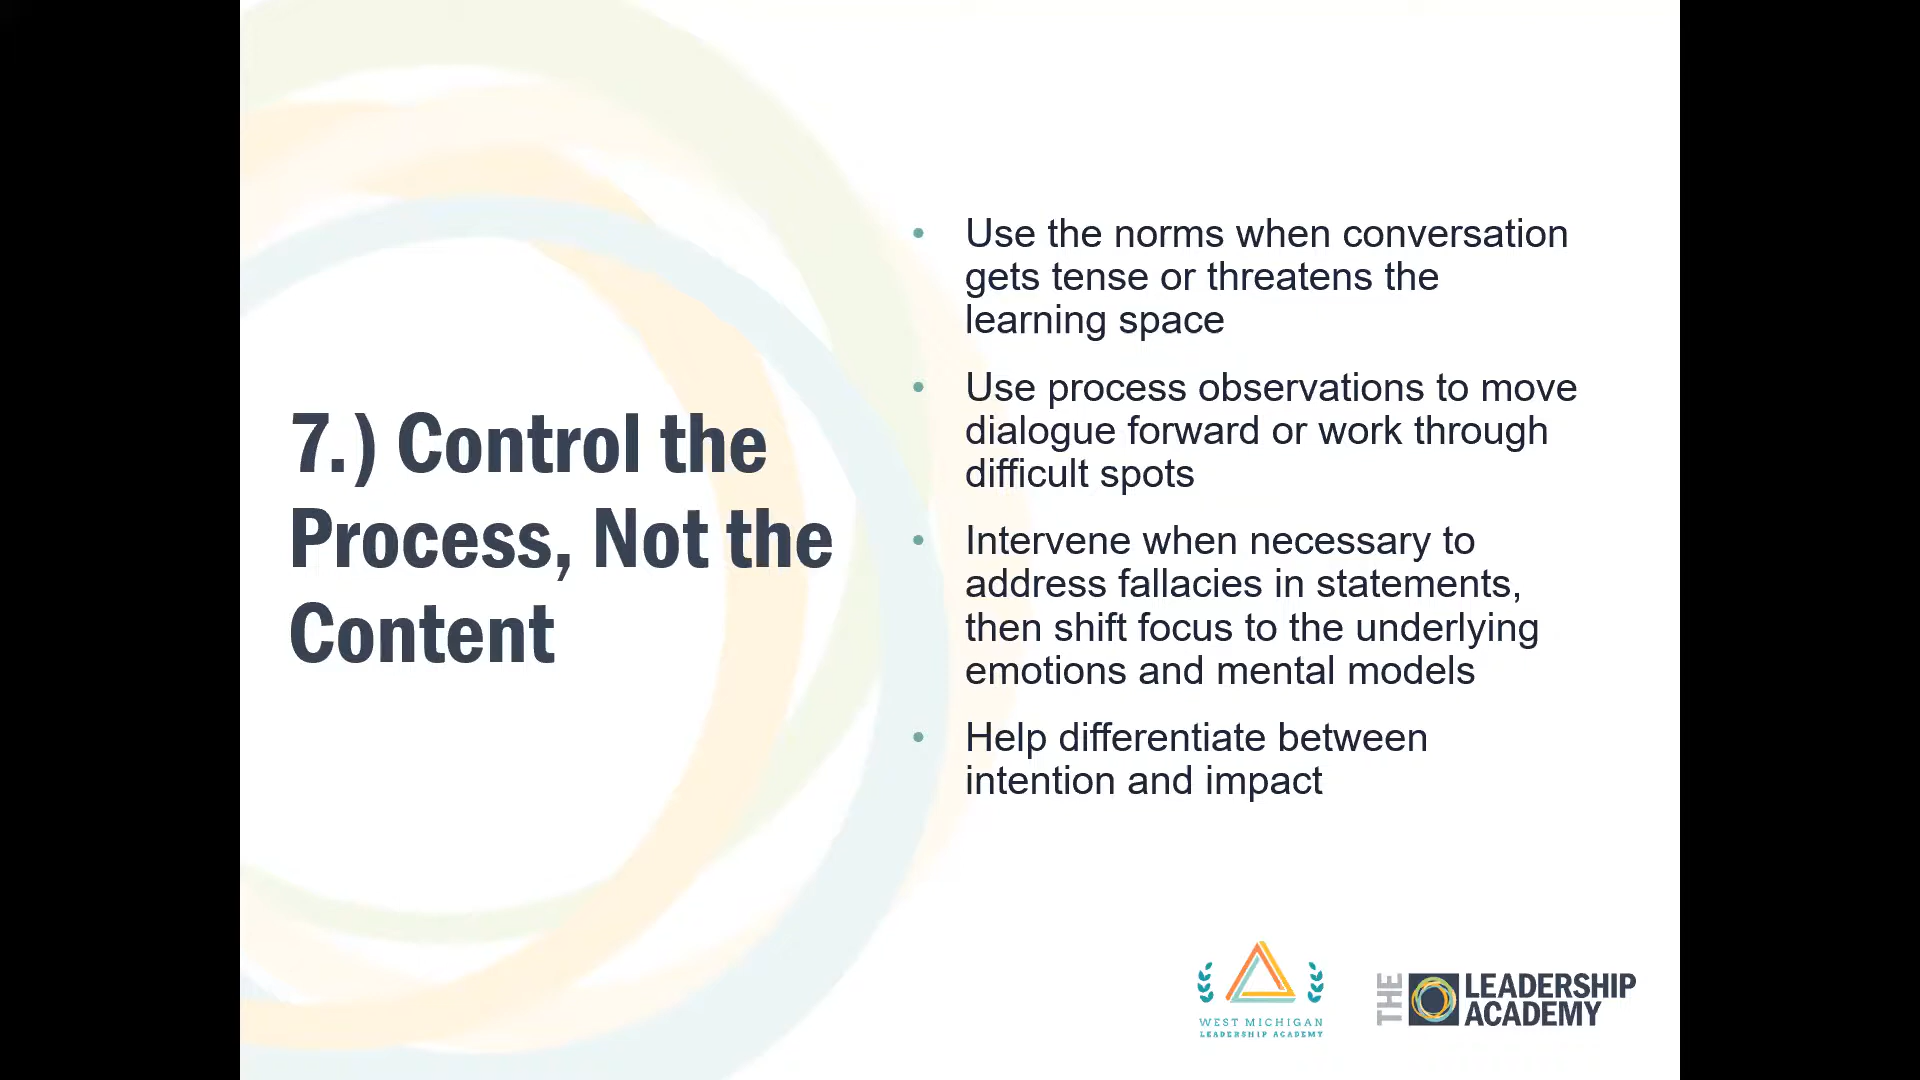 7.) Control the
Process, Not the
Content
• Use the norms when conversation
gets tense or threatens the
learning space
• Use process observations to move
dialogue forward or work through
difficult spots
• Intervene when necessary to
address fallacies in statements,
then shift focus to the underlying
emotions and mental models
• Help differentiate between
intention and impact
WEST MICHIGAN
LEADERSHIP ACADEMY
THE
LEADERSHIP
ACADEMY